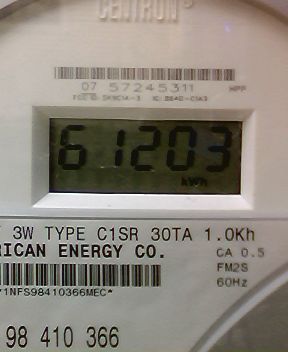 CENTRON®
07 57245311 HPP
61203
kWh
3W TYPE C1SR 30TA 1.0Kh
RICAN ENERGY CO. CA 0.5
FM2S
60Hz
1NFS98410366MEC*
98 410 366